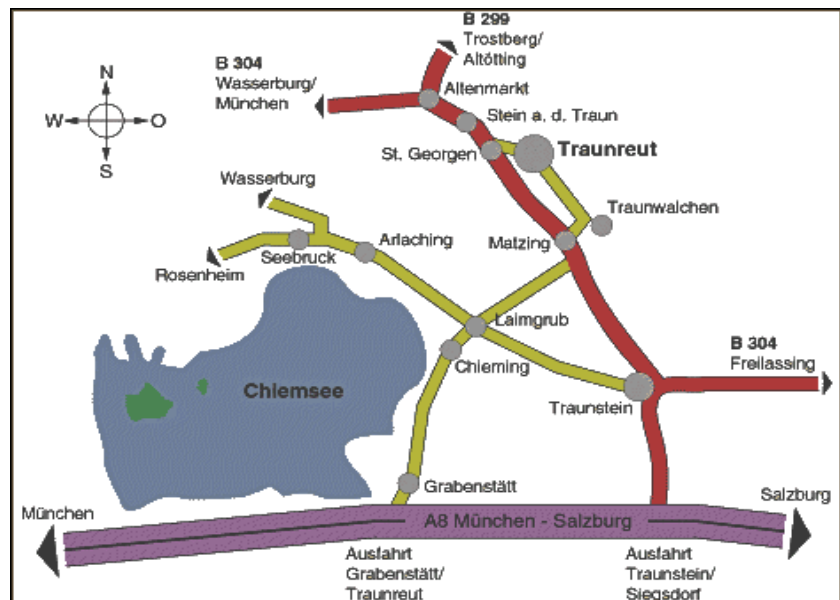 B 299
Trostberg/
Altötting
B 304
Wasserburg/
München
N
W
O
S
Altenmarkt
Stein a. d. Traun
St. Georgen
Traunreut
Wasserburg
Traunwalchen
Arlaching
Matzing
Seebruck
Rosenheim
Laimgrub
B 304
Freilassing
Chieming
Chiemsee
Traunstein
Grabenstätt
München
Salzburg
A8 München - Salzburg
Ausfahrt
Grabenstätt/
Traunreut
Ausfahrt
Traunstein/
Siegsdorf